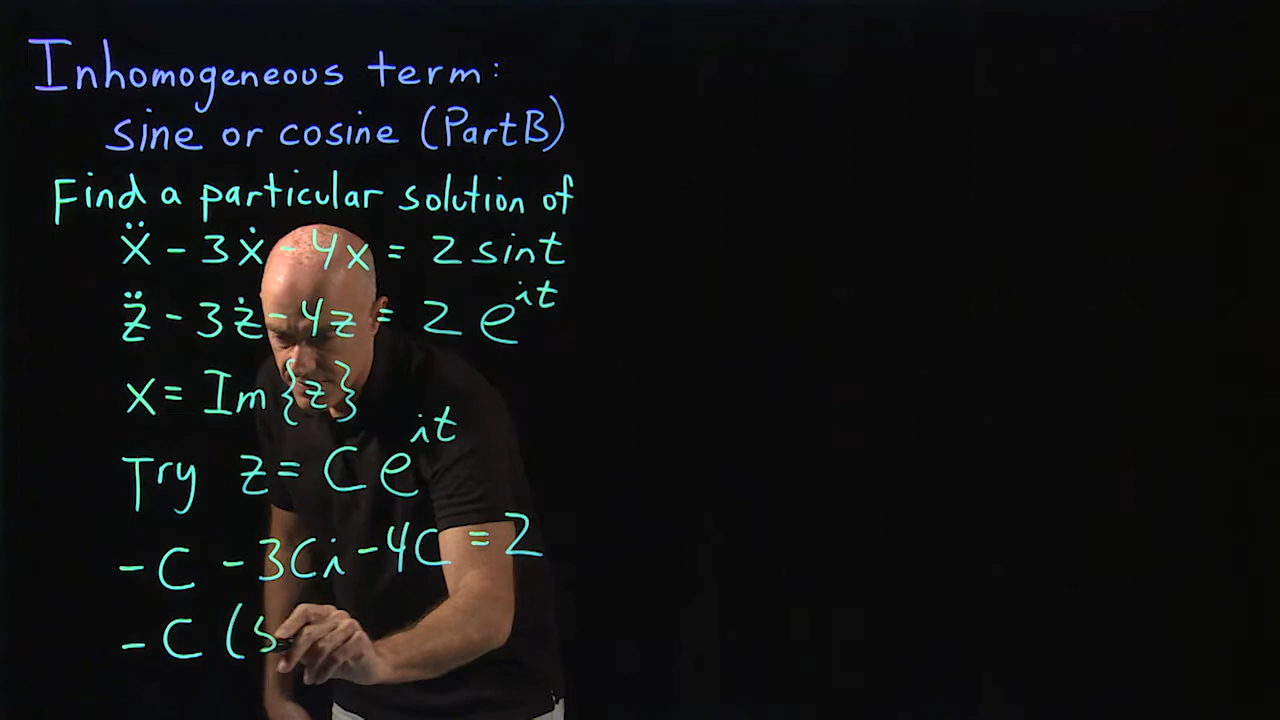 Inhomogeneous term:
sine or cosine (Part B)
Find a particular solution of
ẍ - 3ẋ - 4x = 2 sin t
z̈ - 3ż - 4z = 2 e^{it}
x = Im {z}
Try z = C e^{it}
-C - 3Ci - 4C = 2
-C (5